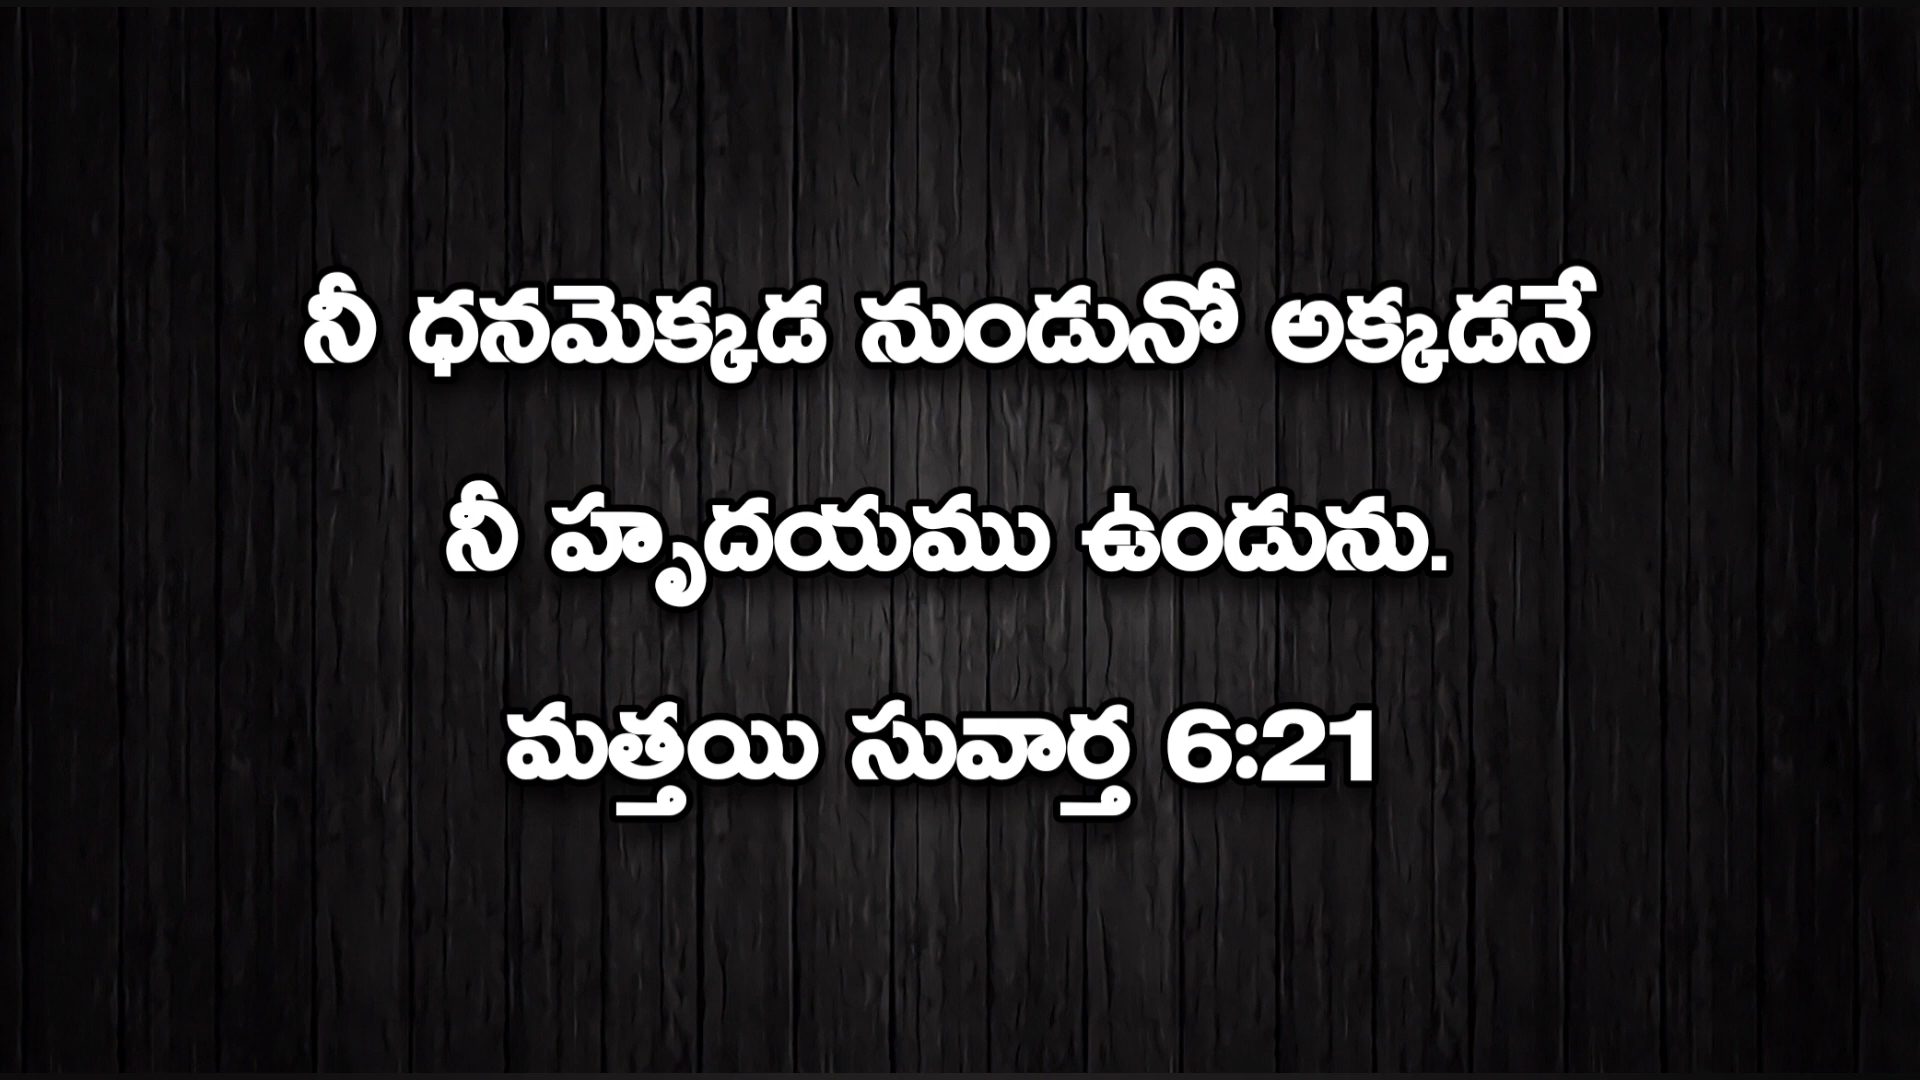 నీ ధనమెక్కడ నుండునో అక్కడనే
నీ హృదయము ఉండును.
మత్తయి సువార్త 6:21